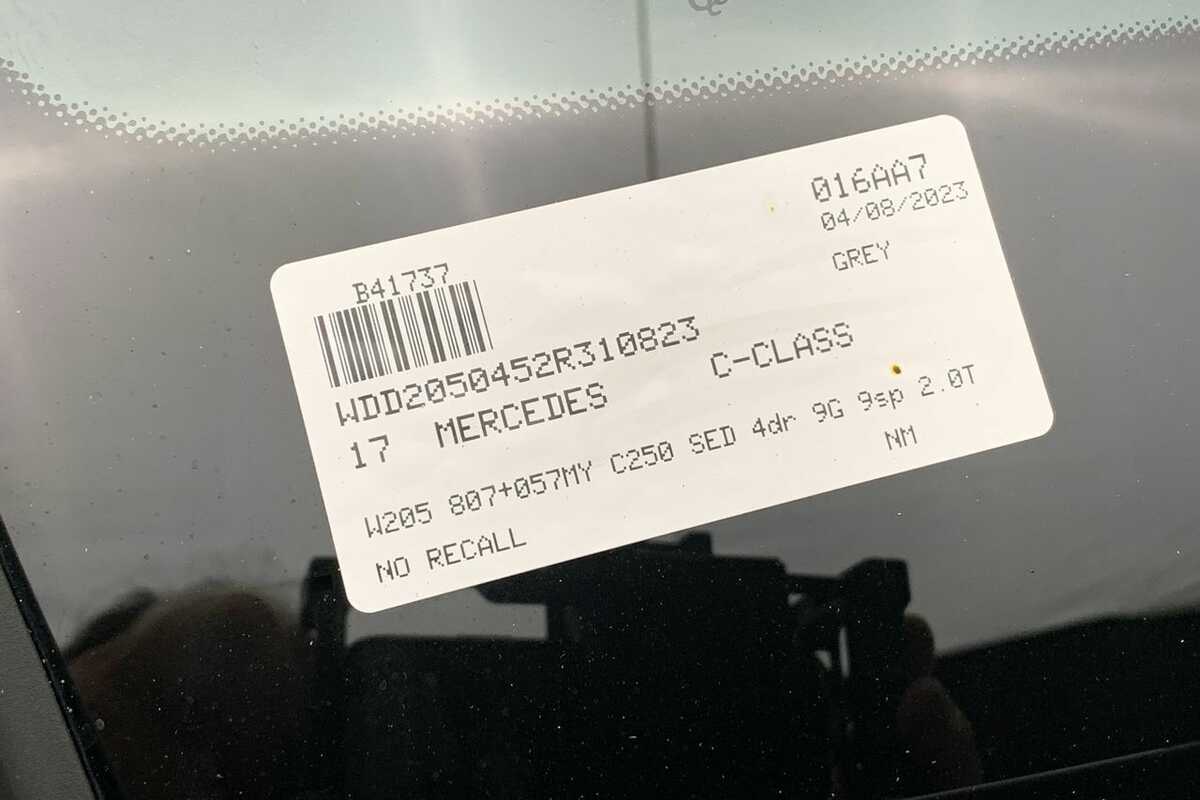 016AA7
04/08/2023
B41737
GREY
WDD2050452R310823
17 MERCEDES C-CLASS
W205 807+057MY C250 SED 4dr 9G 9sp 2.0T
NO RECALL NM